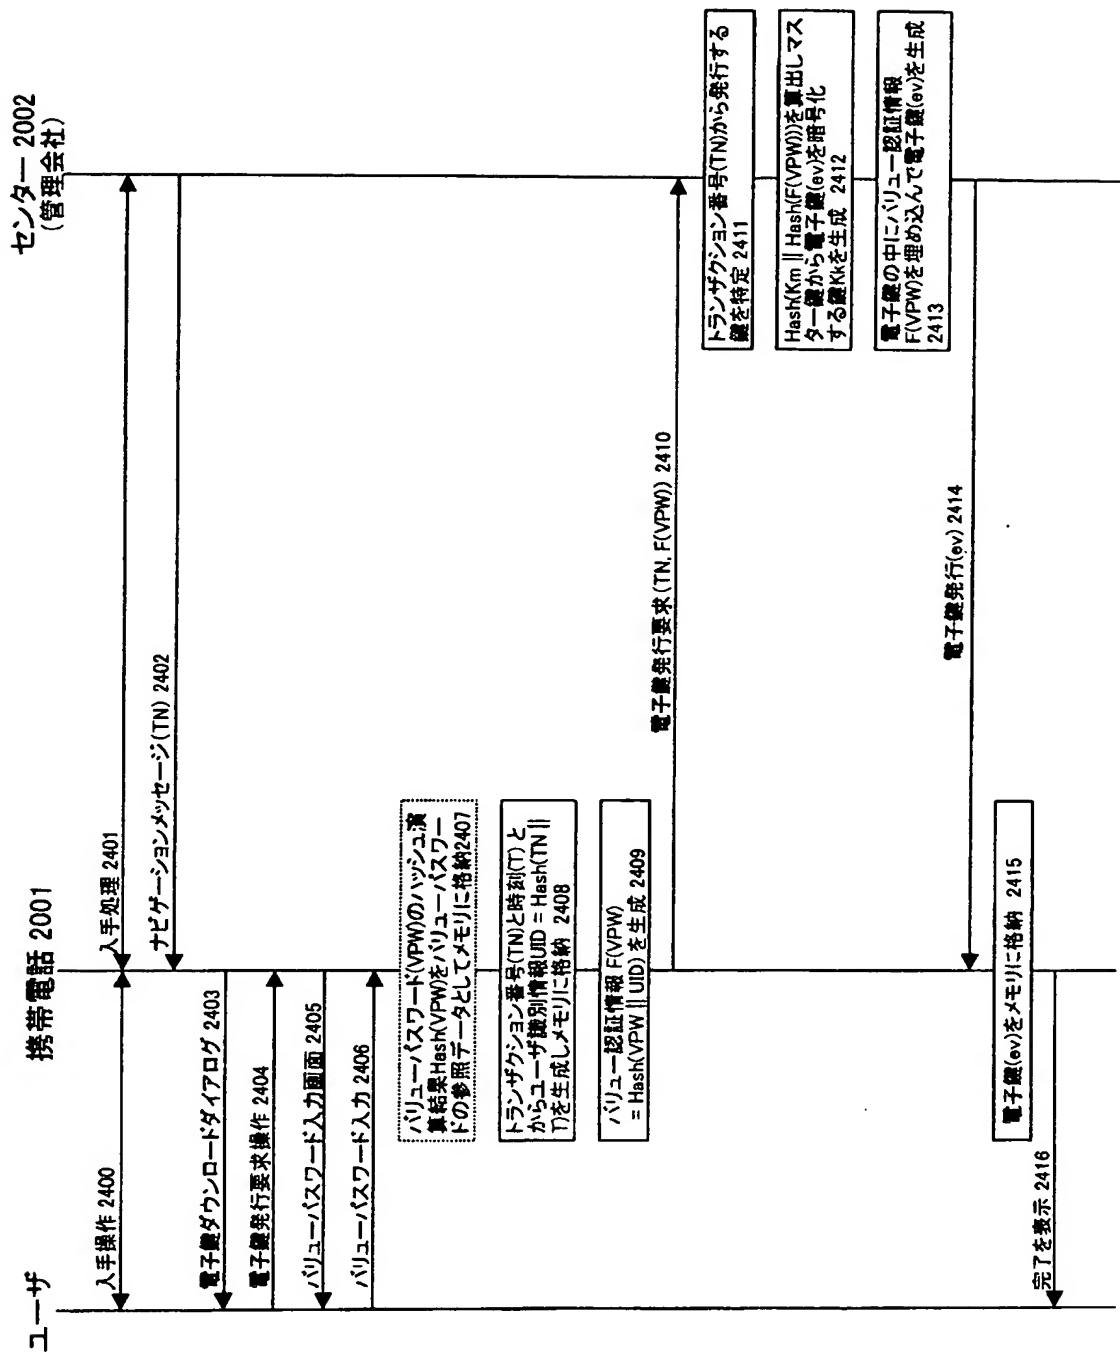 ユーザ
携帯電話 2001
センター 2002
(管理会社)
入手操作 2400
入手処理 2401
ナビゲーションメッセージ(TN) 2402
電子鍵ダウンロードダイアログ 2403
電子鍵発行要求操作 2404
バリューパスワード入力画面 2405
バリューパスワード入力 2406
バリューパスワード(VPW)のハッシュ演
算結果Hash(VPW)をバリューパスワー
ドの参照データとしてメモリに格納2407
トランザクション番号(TN)と時刻(T)と
からユーザ識別情報UID = Hash(TN ||
T)を生成しメモリに格納 2408
バリュー認証情報 F(VPW)
= Hash(VPW || UID) を生成 2409
電子鍵発行要求(TN, F(VPW)) 2410
トランザクション番号(TN)から発行する
鍵を特定 2411
Hash(Km || Hash(F(VPW)))を算出しマス
ター鍵から電子鍵(ev)を暗号化
する鍵Kkを生成 2412
電子鍵の中にバリュー認証情報
F(VPW)を埋め込んで電子鍵(ev)を生成
2413
電子鍵発行(ev) 2414
電子鍵(ev)をメモリに格納 2415
完了を表示 2416